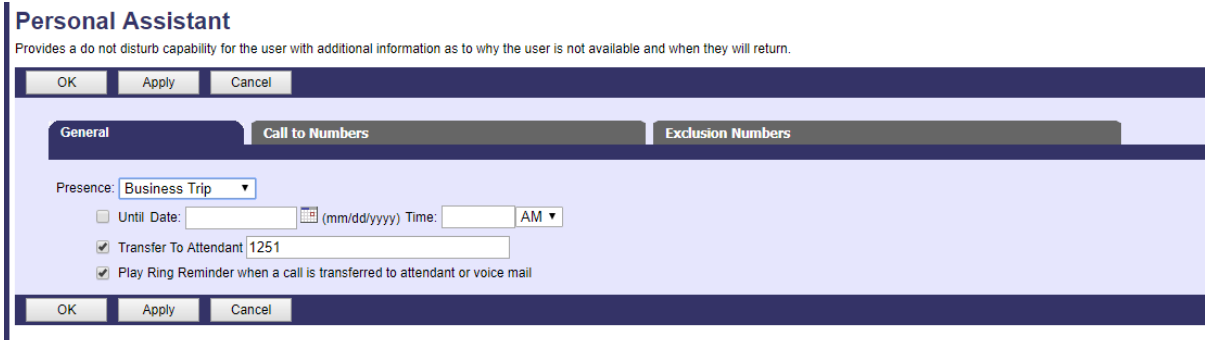 Personal Assistant
Provides a do not disturb capability for the user with additional information as to why the user is not available and when they will return.
OK Apply Cancel
General Call to Numbers Exclusion Numbers
Presence: Business Trip
Until Date: (mm/dd/yyyy) Time: AM
Transfer To Attendant 1251
Play Ring Reminder when a call is transferred to attendant or voice mail
OK Apply Cancel